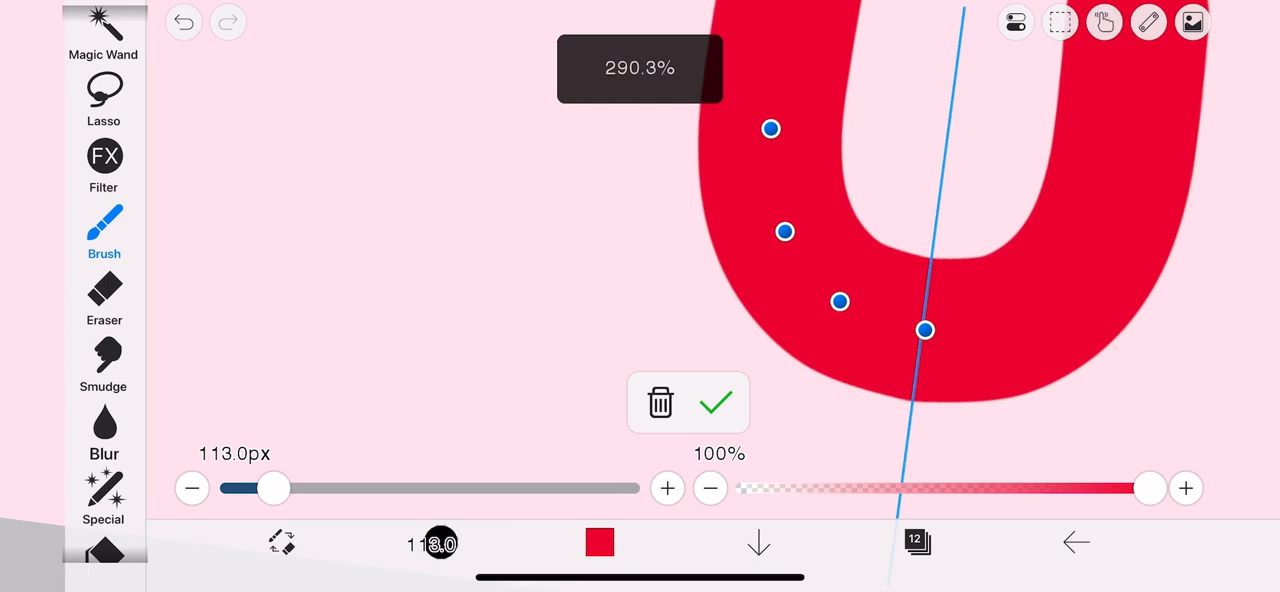 290.3%
Magic Wand
Lasso
FX
Filter
Brush
Eraser
Smudge
Blur
Special
113.0px
100%
113.0
12